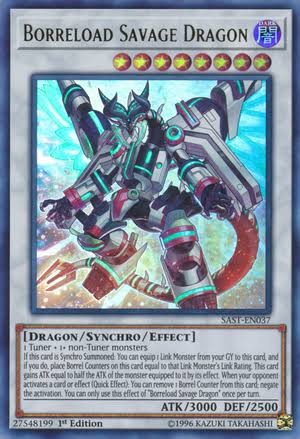 BORRELOAD SAVAGE DRAGON
DARK
闇
SAST-EN037
[DRAGON/SYNCHRO/EFFECT]
1 Tuner + 1+ non-Tuner monsters
If this card is Synchro Summoned: You can equip 1 Link Monster from your GY to this card, and
if you do, place Borrel Counters on this card equal to that Link Monster's Link Rating. This card
gains ATK equal to half the ATK of the monster equipped to it by its effect. When your opponent
activates a card or effect (Quick Effect): You can remove 1 Borrel Counter from this card; negate
the activation. You can only use this effect of "Borreload Savage Dragon" once per turn.
ATK/3000 DEF/2500
27548199 1st Edition ©1996 KAZUKI TAKAHASHI